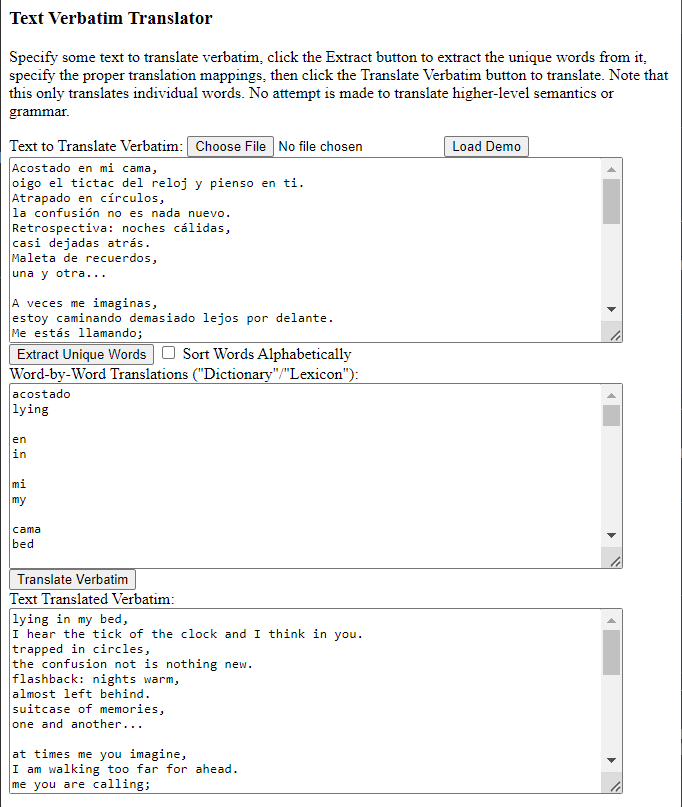 Text Verbatim Translator
Specify some text to translate verbatim, click the Extract button to extract the unique words from it,
specify the proper translation mappings, then click the Translate Verbatim button to translate. Note that
this only translates individual words. No attempt is made to translate higher-level semantics or
grammar.
Text to Translate Verbatim: Choose File No file chosen Load Demo
Acostado en mi cama,
oigo el tictac del reloj y pienso en ti.
Atrapado en círculos,
la confusión no es nada nuevo.
Retrospectiva: noches cálidas,
casi dejadas atrás.
Maleta de recuerdos,
una y otra...
A veces me imaginas,
estoy caminando demasiado lejos por delante.
Me estás llamando;
Extract Unique Words Sort Words Alphabetically
Word-by-Word Translations ("Dictionary"/"Lexicon"):
acostado
lying
en
in
mi
my
cama
bed
Translate Verbatim
Text Translated Verbatim:
lying in my bed,
I hear the tick of the clock and I think in you.
trapped in circles,
the confusion not is nothing new.
flashback: nights warm,
almost left behind.
suitcase of memories,
one and another...
at times me you imagine,
I am walking too far for ahead.
me you are calling;